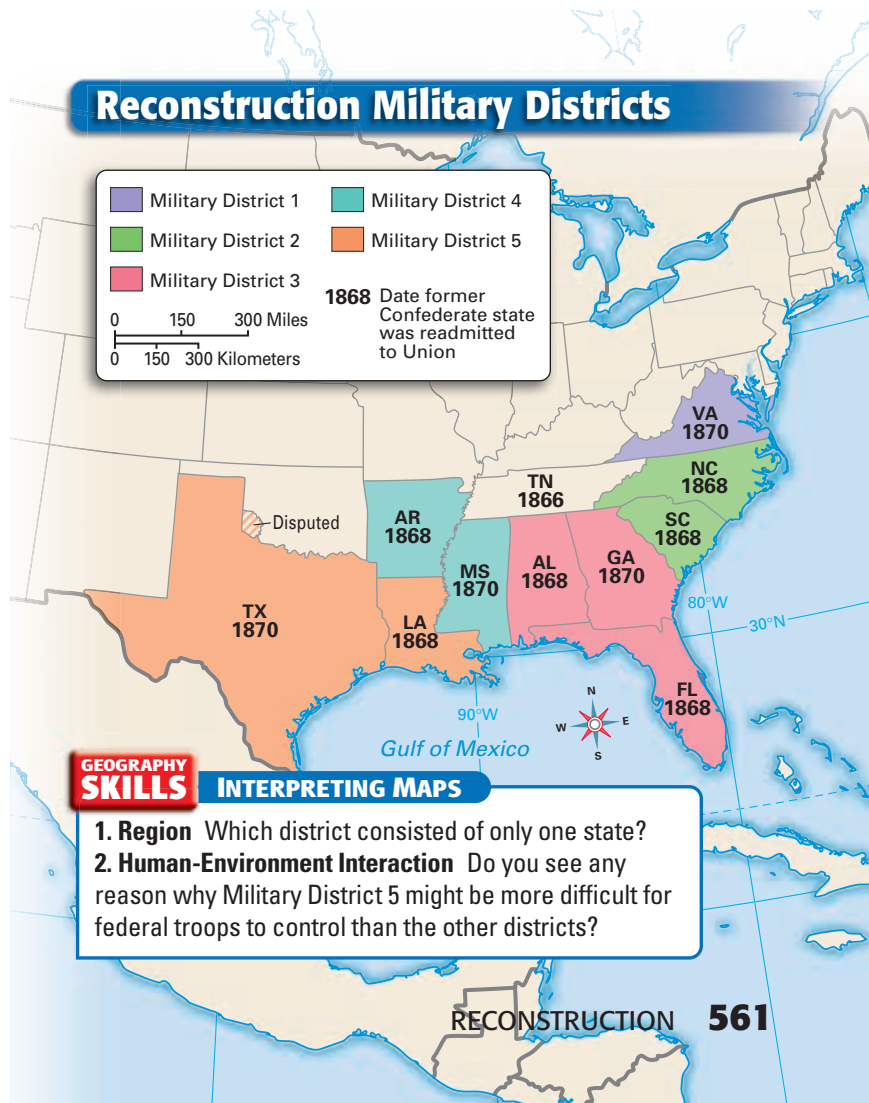 Reconstruction Military Districts
Military District 1
Military District 2
Military District 3
Military District 4
Military District 5
1868 Date former
Confederate state
was readmitted
to Union
0 150 300 Miles
0 150 300 Kilometers
VA
1870
NC
1868
TN
1866
SC
1868
AR
1868
MS
1870
AL
1868
GA
1870
Disputed
TX
1870
LA
1868
FL
1868
80°W
30°N
90°W
Gulf of Mexico
N
W
E
S
GEOGRAPHY
SKILLS
INTERPRETING MAPS
1. Region Which district consisted of only one state?
2. Human-Environment Interaction Do you see any
reason why Military District 5 might be more difficult for
federal troops to control than the other districts?
RECONSTRUCTION 561